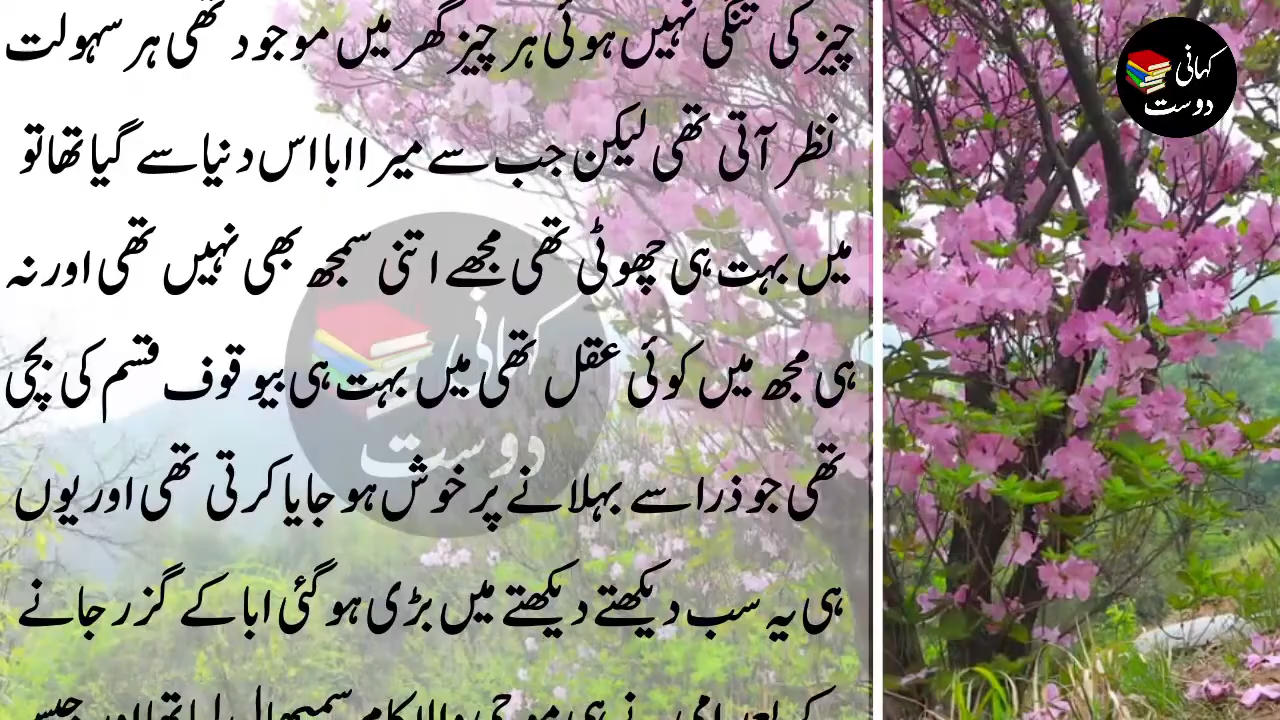 چیز کی تنگی نہیں ہوئی ہر چیز گھر میں موجود تھی ہر سہولت
نظر آتی تھی لیکن جب سے میرا ابا اس دنیا سے گیا تھا تو
میں بہت ہی چھوٹی تھی مجھے اتنی سمجھ بھی نہیں تھی اور نہ
ہی مجھ میں کوئی عقل تھی میں بہت ہی بیوقوف قسم کی بچی
تھی جو ذرا سے بہلانے پر خوش ہو جایا کرتی تھی اور یوں
ہی یہ سب دیکھتے دیکھتے میں بڑی ہو گئی ابا کے گزر جانے
کہانی
دوست
کہانی
دوست